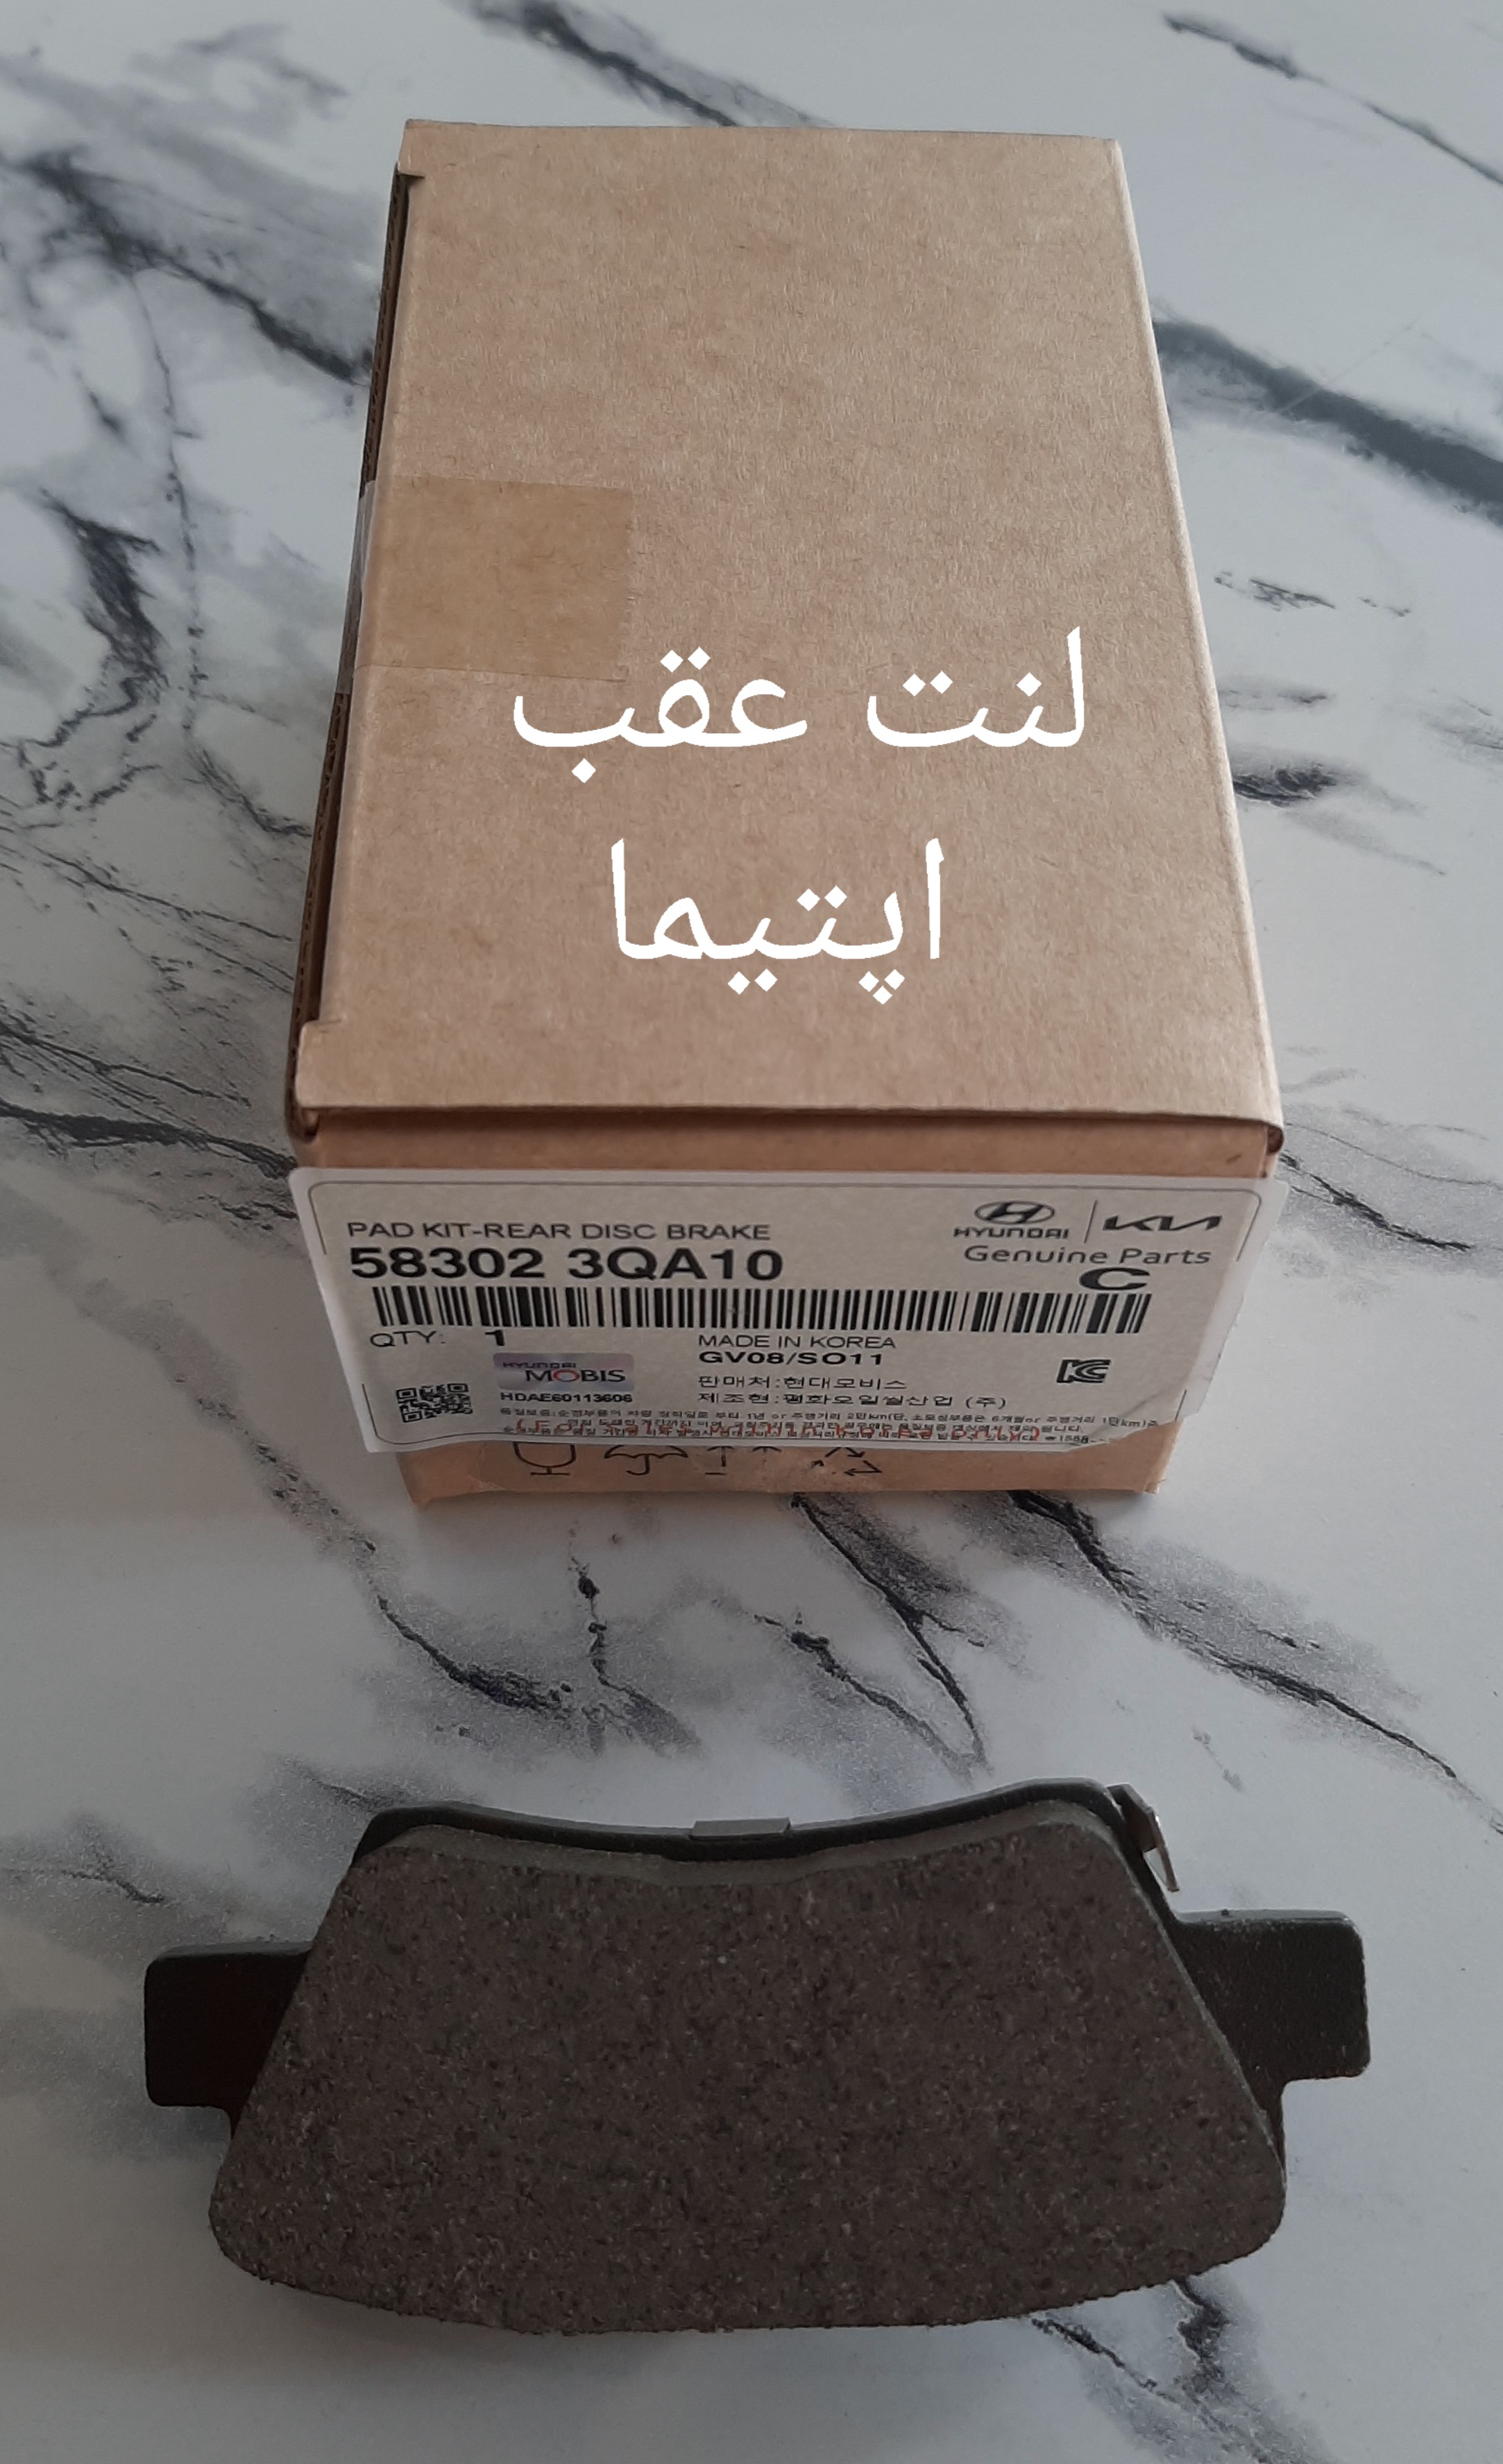 لنت عقب
اپتیما
PAD KIT-REAR DISC BRAKE
HYUNDAI KIA
58302 3QA10
Genuine Parts
C
QTY: 1
MADE IN KOREA
GV08/SO11
HYUNDAI
MOBIS
판매처:현대모비스
HDAE60113606